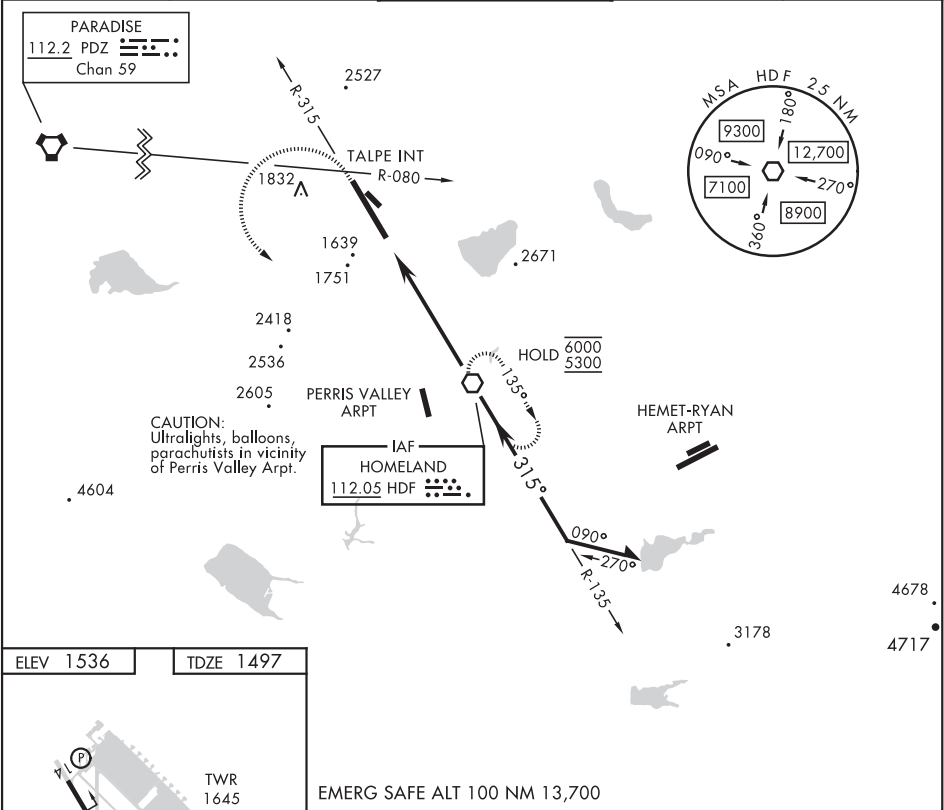 PARADISE
112.2 PDZ
Chan 59
R-315
2527
TALPE INT
R-080
1832
MSA HDF 25 NM
180°
9300
12,700
090°
270°
7100
8900
360°
1639
1751
2671
2418
2536
2605
HOLD 6000
5300
135°
PERRIS VALLEY
ARPT
HEMET-RYAN
ARPT
CAUTION:
Ultralights, balloons,
parachutists in vicinity
of Perris Valley Arpt.
IAF
HOMELAND
112.05 HDF
315°
4604
090°
270°
R-135
4678
4717
3178
ELEV 1536
TDZE 1497
P
14
TWR
1645
EMERG SAFE ALT 100 NM 13,700